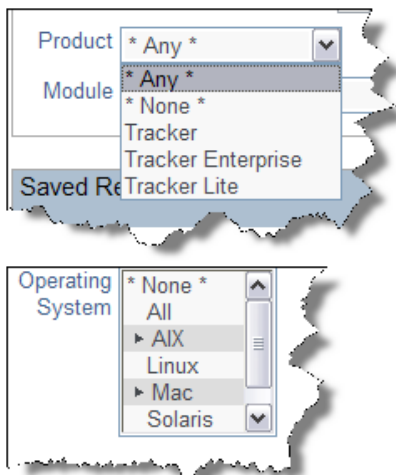 Product * Any *
* Any *
Module * None *
Tracker
Tracker Enterprise
Saved Re Tracker Lite
Operating * None *
System All
▸ AIX
Linux
▸ Mac
Solaris